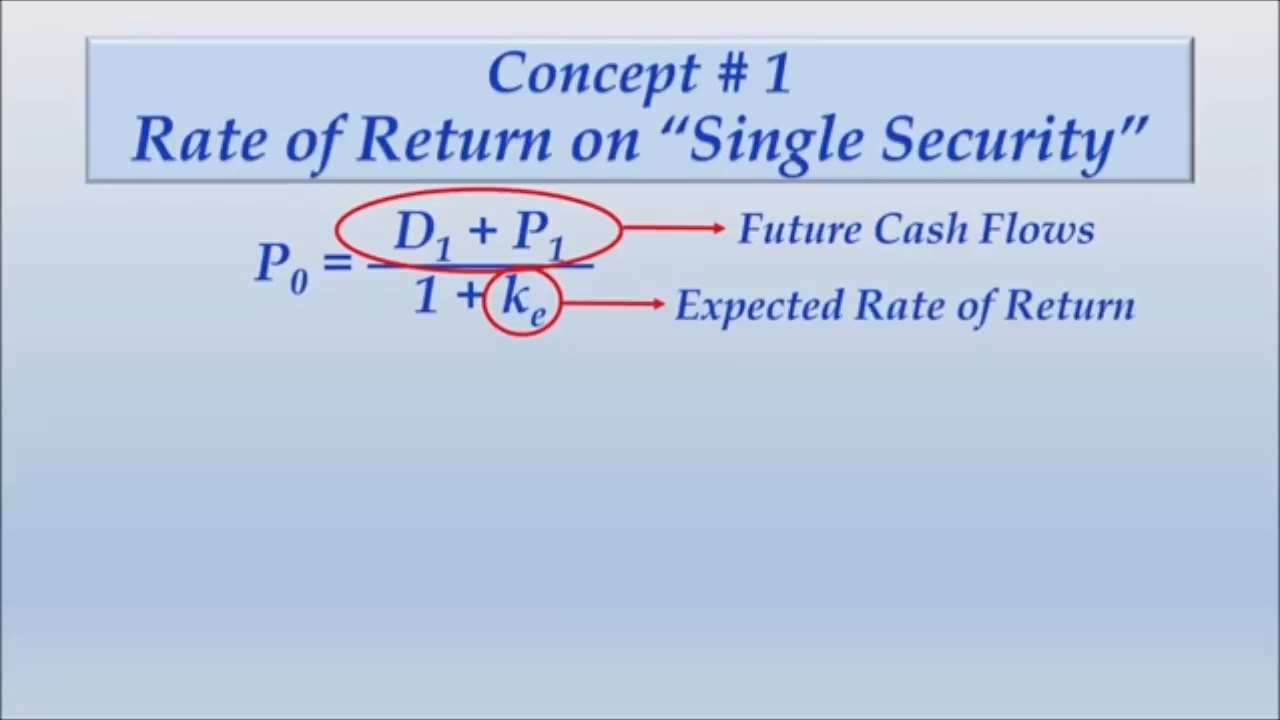 Concept # 1
Rate of Return on “Single Security”
P₀ = (D₁ + P₁) / (1 + kₑ)
Future Cash Flows
Expected Rate of Return